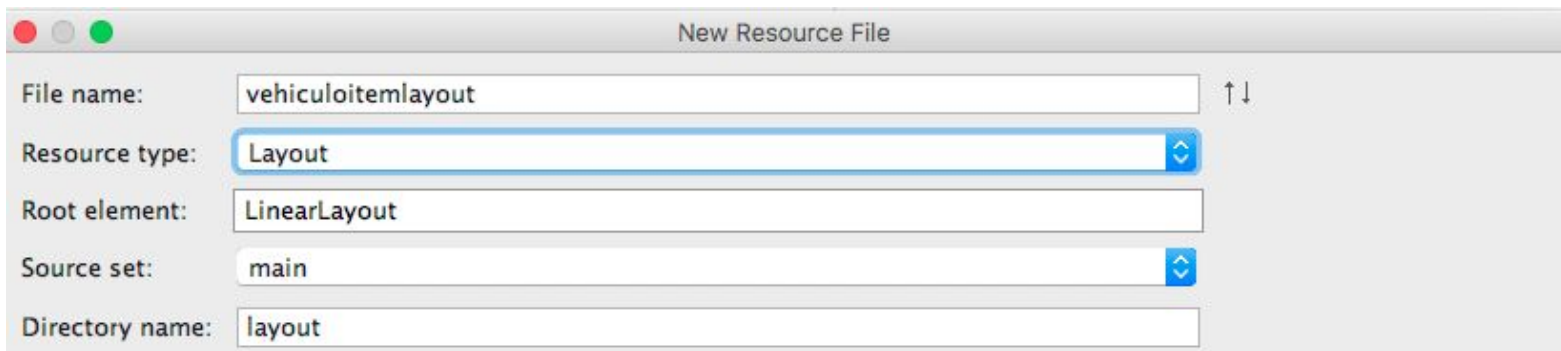 New Resource File
File name: vehiculoitemlayout ↑↓
Resource type: Layout
Root element: LinearLayout
Source set: main
Directory name: layout